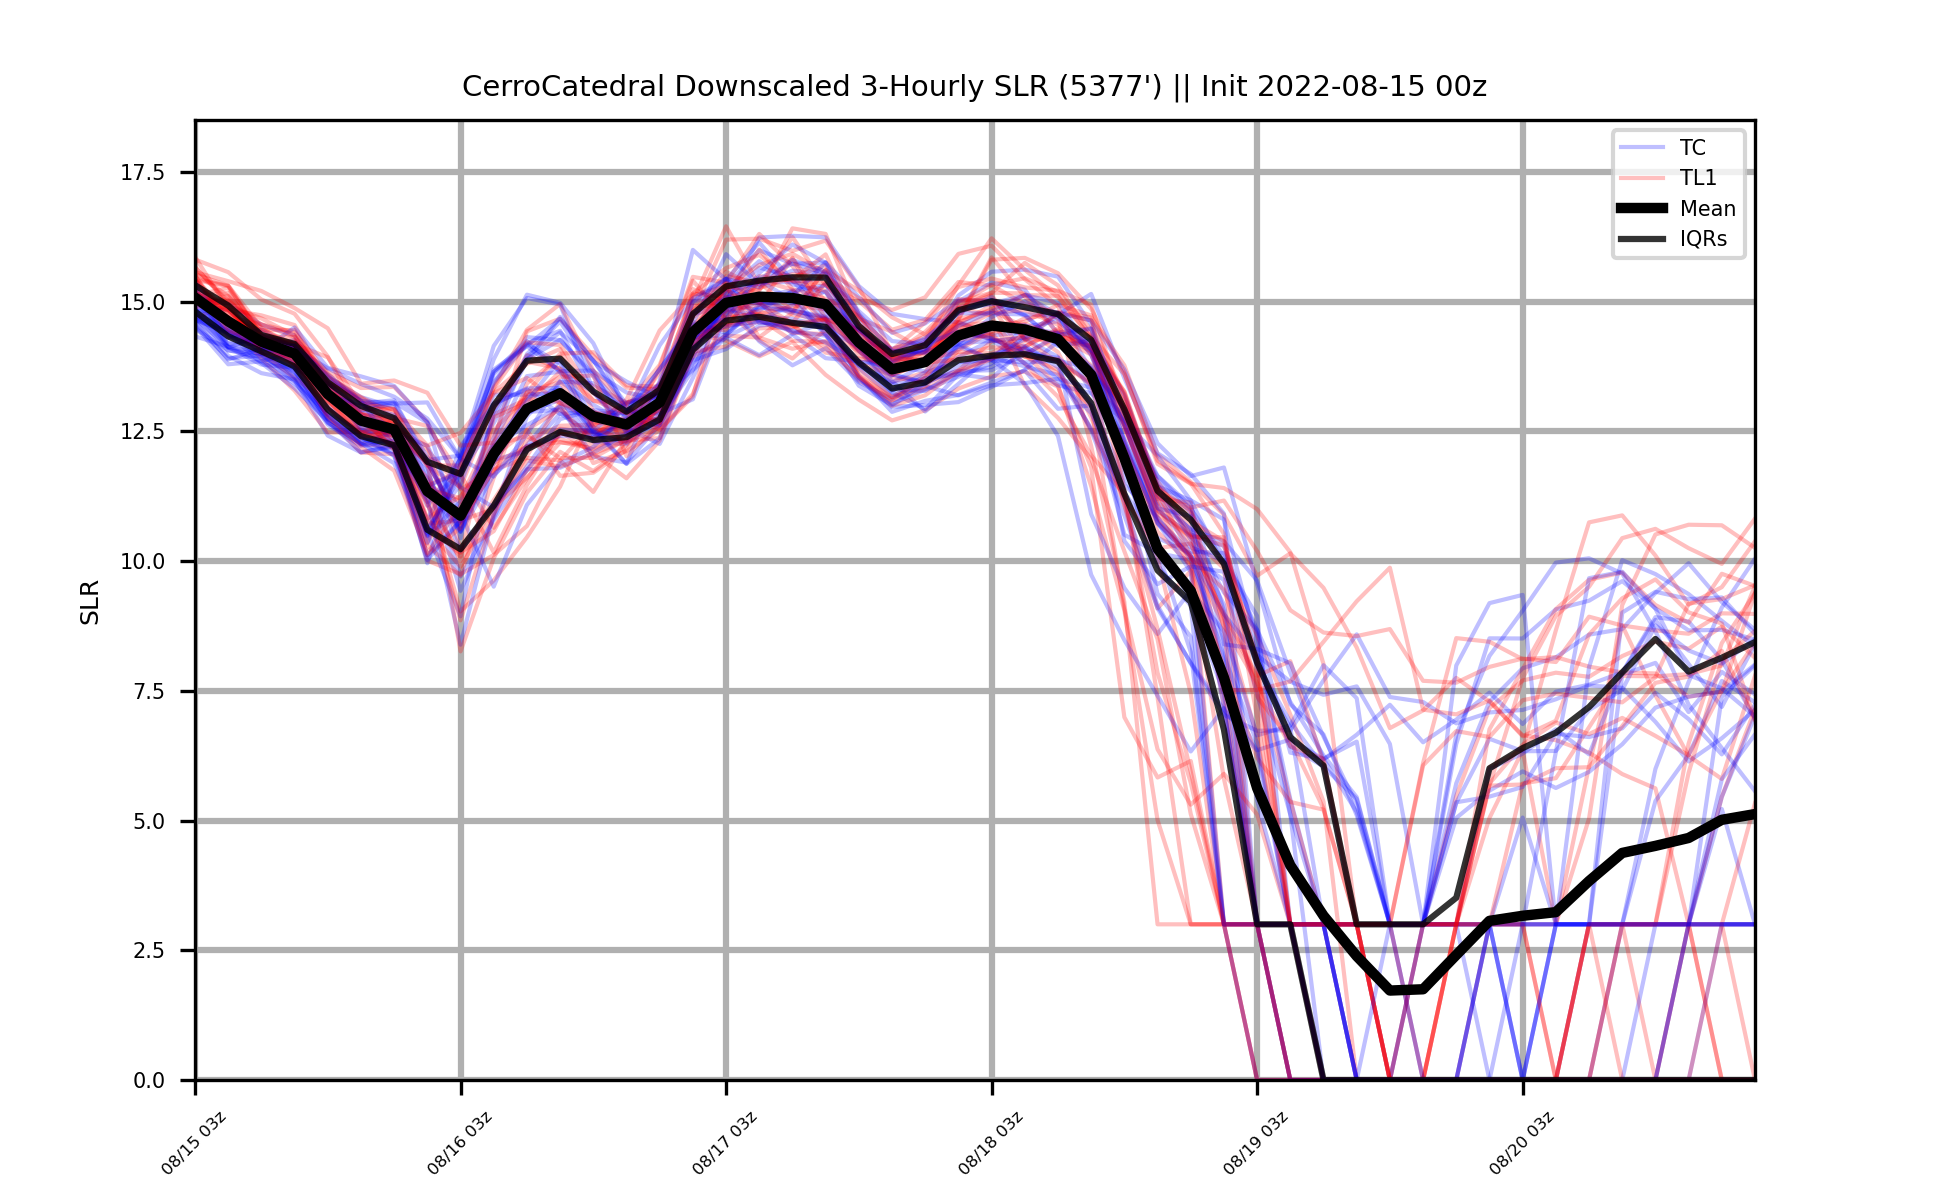 CerroCatedral Downscaled 3-Hourly SLR (5377') || Init 2022-08-15 00z
TC
TL1
Mean
IQRs
17.5
15.0
12.5
10.0
7.5
5.0
2.5
0.0
SLR
08/15 03z
08/16 03z
08/17 03z
08/18 03z
08/19 03z
08/20 03z